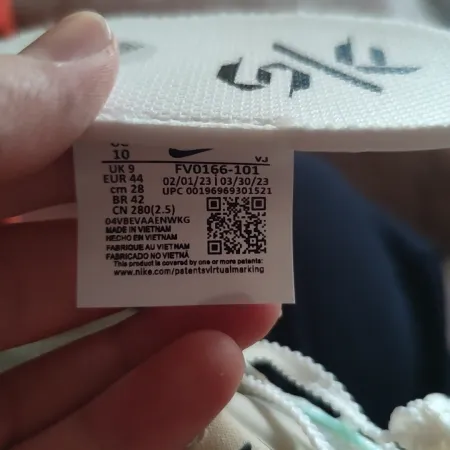 10 VJ
UK 9 FV0166-101
EUR 44 02/01/23 | 03/30/23
cm 28 UPC 00196969301521
BR 42
CN 280(2.5)
04VBEVAAENWKG
MADE IN VIETNAM
HECHO EN VIETNAM
FABRIQUE AU VIETNAM
FABRICADO NO VIETNÃ
This product is covered by one or more patents:
www.nike.com/patentsvirtualmarking